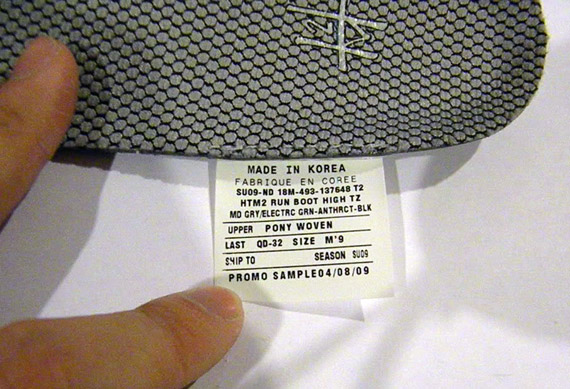 MADE IN KOREA
FABRIQUE EN COREE
SU09-ND 18M-493-137648 T2
HTM2 RUN BOOT HIGH TZ
MD GRY/ELECTRC GRN-ANTHRCT-BLK
UPPER PONY WOVEN
LAST QD-32 SIZE M'9
SHIP TO SEASON SU09
PROMO SAMPLE04/08/09